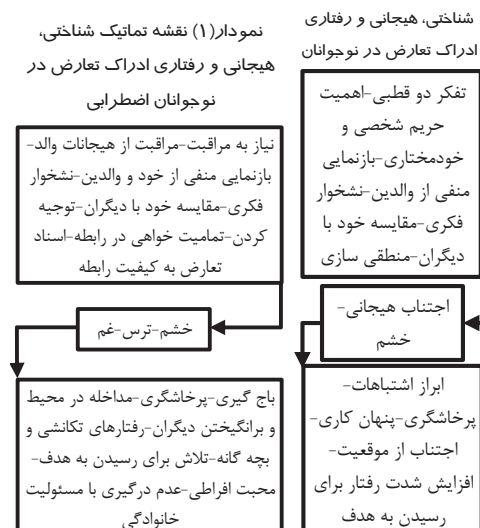 شناختی، هیجانی و رفتاری
ادراک تعارض در نوجوانان
تفکر دو قطبی-اهمیت
حریم شخصی و
خودمختاری-بازنمایی
منفی از والدین-نشخوار
فکری-مقایسه خود با
دیگران-منطقی سازی
اجتناب هیجانی-
خشم
ابراز اشتباهات-
پرخاشگری-پنهان کاری-
اجتناب از موقعیت-
افزایش شدت رفتار برای
رسیدن به هدف
نمودار(۱) نقشه تماتیک شناختی،
هیجانی و رفتاری ادراک تعارض در
نوجوانان اضطرابی
نیاز به مراقبت-مراقبت از هیجانات والد-
بازنمایی منفی از خود و والدین-نشخوار
فکری-مقایسه خود با دیگران-توجیه
کردن-تمامیت خواهی در رابطه-اسناد
تعارض به کیفیت رابطه
خشم-ترس-غم
باج گیری-پرخاشگری-مداخله در محیط
و برانگیختن دیگران-رفتارهای تکانشی و
بچه گانه-تلاش برای رسیدن به هدف-
محبت افراطی-عدم درگیری با مسئولیت
خانوادگی